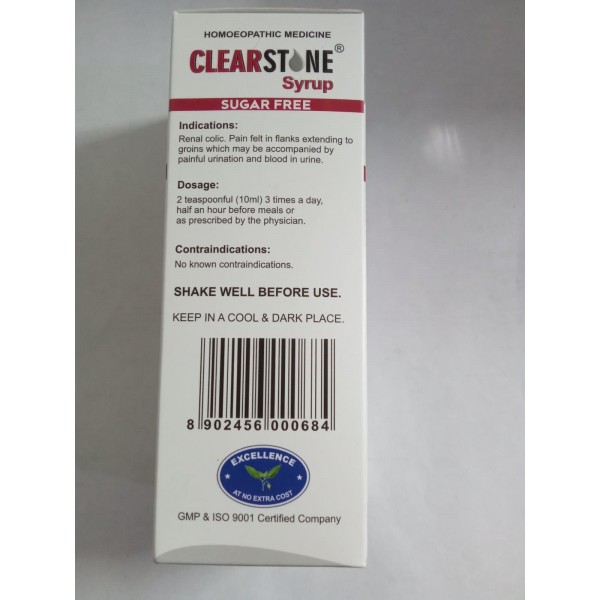 HOMOEOPATHIC MEDICINE
CLEARSTONE®
Syrup
SUGAR FREE
Indications:
Renal colic. Pain felt in flanks extending to
groins which may be accompanied by
painful urination and blood in urine.
Dosage:
2 teaspoonful (10ml) 3 times a day,
half an hour before meals or
as prescribed by the physician.
Contraindications:
No known contraindications.
SHAKE WELL BEFORE USE.
KEEP IN A COOL & DARK PLACE.
8 902456 000684
EXCELLENCE
AT NO EXTRA COST
GMP & ISO 9001 Certified Company